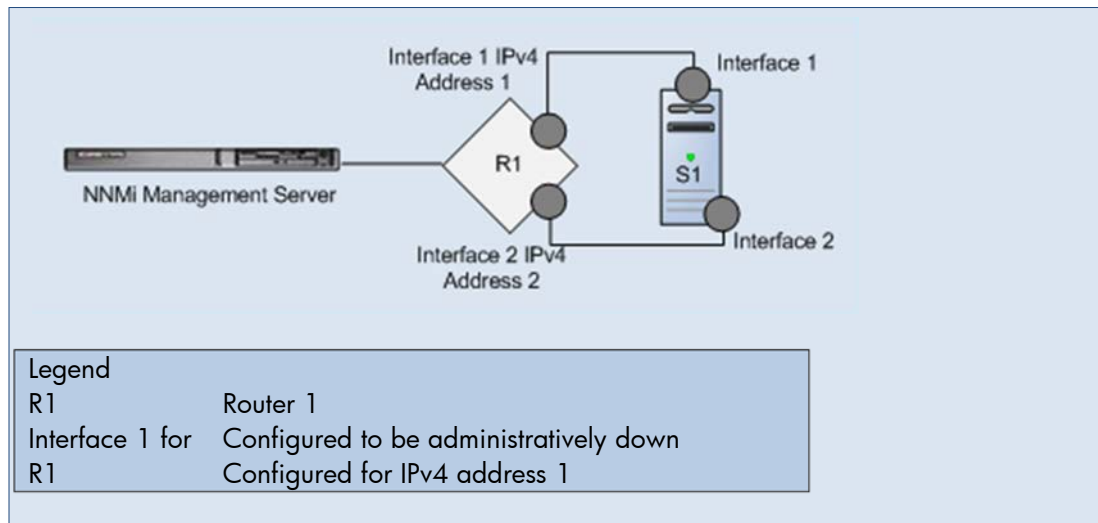 Interface 1 IPv4
Address 1
Interface 1
R1
S1
NNMi Management Server
Interface 2 IPv4
Address 2
Interface 2
Legend
R1 Router 1
Interface 1 for Configured to be administratively down
R1 Configured for IPv4 address 1